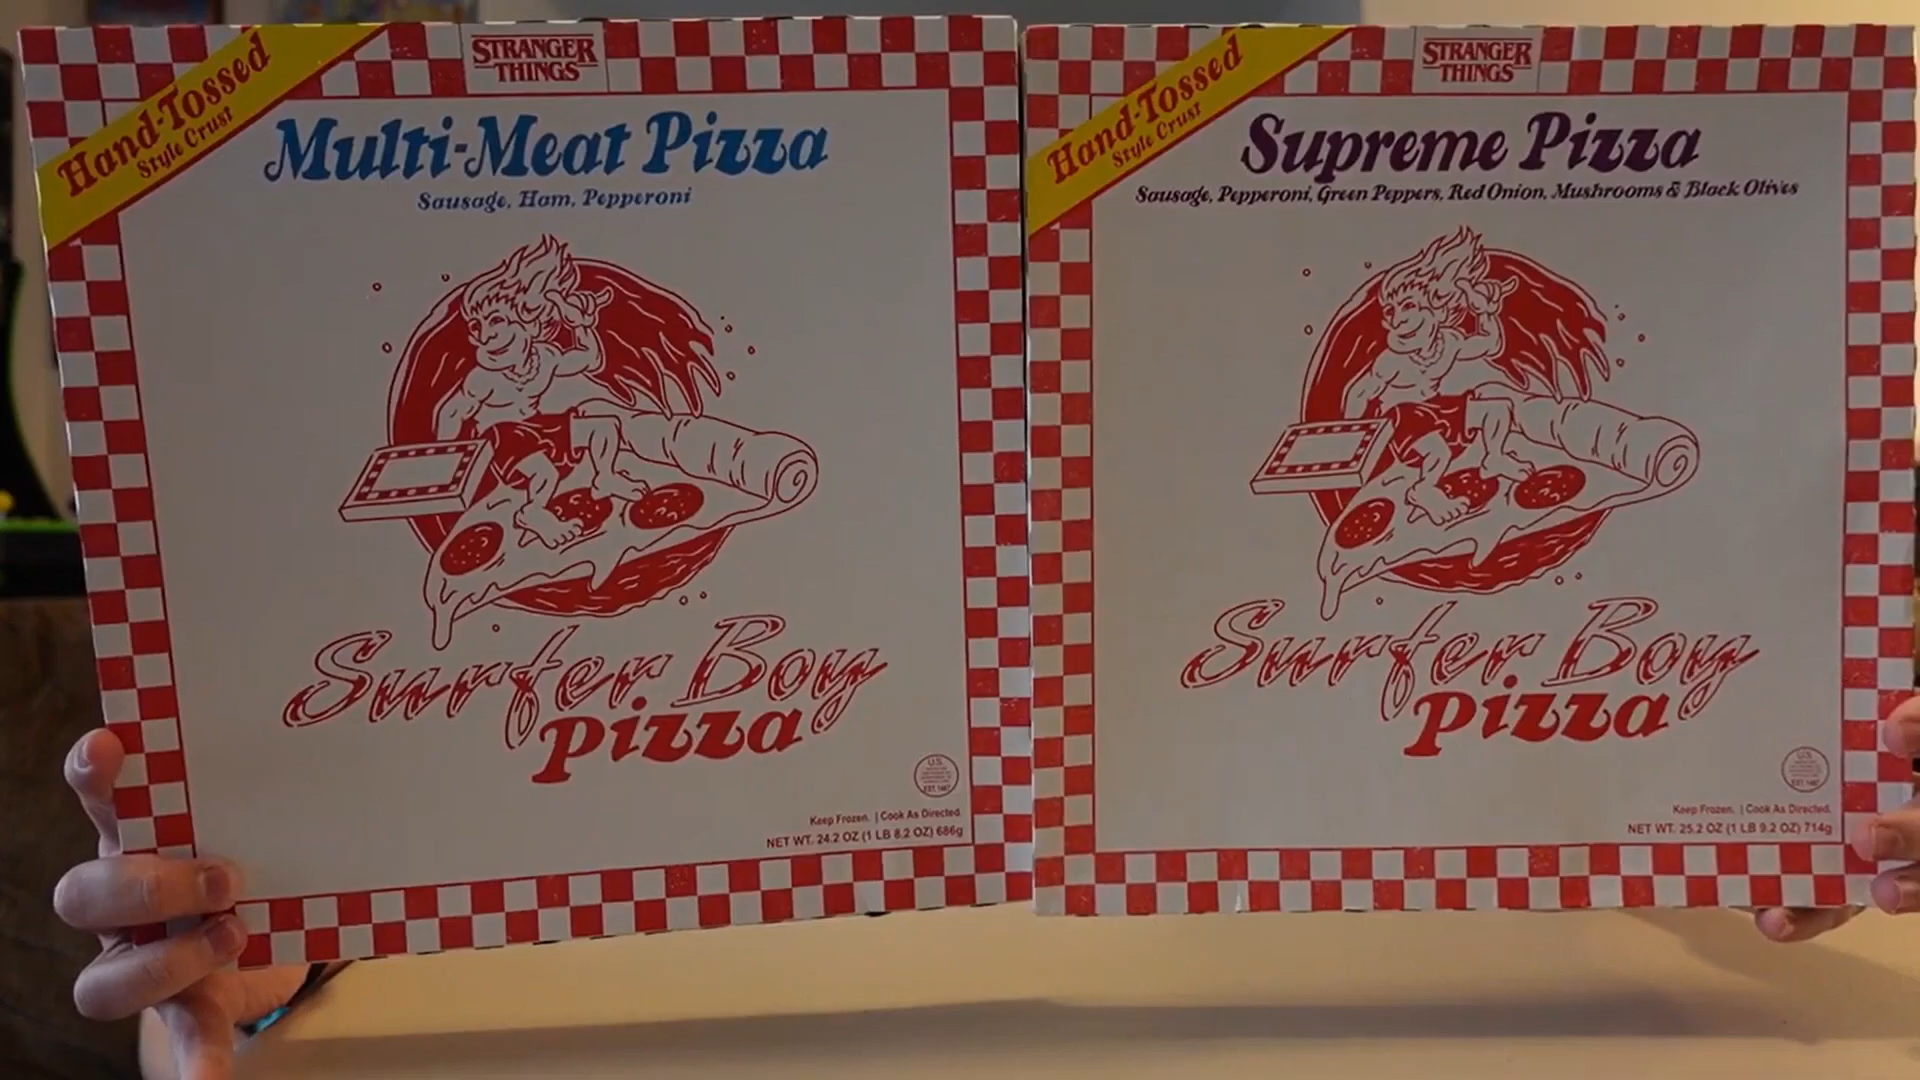 Hand-Tossed
Style Crust
STRANGER
THINGS
Multi-Meat Pizza
Sausage, Ham, Pepperoni
Surfer Boy
Pizza
U.S.
Keep Frozen. | Cook As Directed.
NET WT. 24.2 OZ (1 LB 8.2 OZ) 686g
Hand-Tossed
Style Crust
STRANGER
THINGS
Supreme Pizza
Sausage, Pepperoni, Green Peppers, Red Onion, Mushrooms & Black Olives
Surfer Boy
Pizza
U.S.
Keep Frozen. | Cook As Directed.
NET WT. 25.2 OZ (1 LB 9.2 OZ) 714g